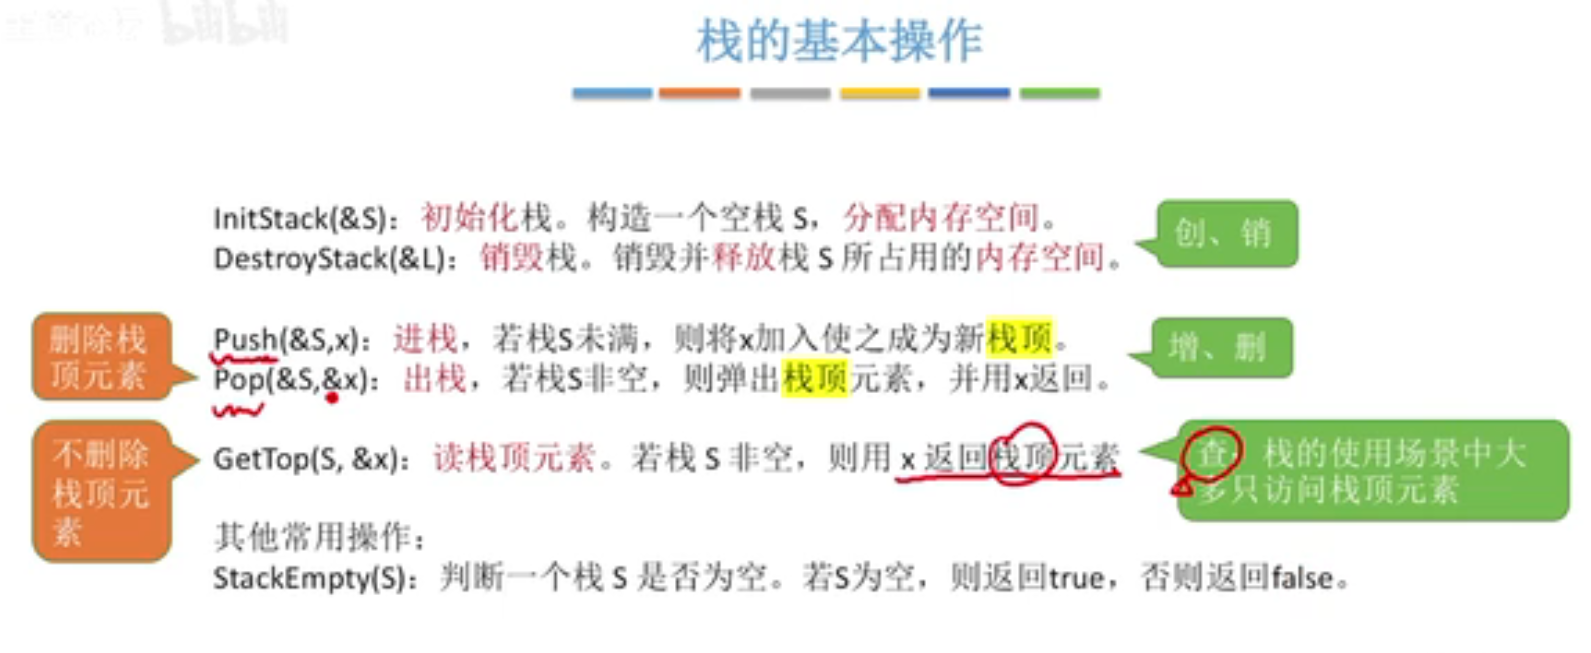 bilibili
栈的基本操作
InitStack(&S)：初始化栈。构造一个空栈 S，分配内存空间。
DestroyStack(&L)：销毁栈。销毁并释放栈 S 所占用的内存空间。
创、销
删除栈
顶元素
Push(&S,x)：进栈，若栈S未满，则将x加入使之成为新栈顶。
Pop(&S,&x)：出栈，若栈S非空，则弹出栈顶元素，并用x返回。
增、删
不删除
栈顶元
素
GetTop(S, &x)：读栈顶元素。若栈 S 非空，则用 x 返回栈顶元素
查：栈的使用场景中大
多只访问栈顶元素
其他常用操作：
StackEmpty(S)：判断一个栈 S 是否为空。若S为空，则返回true，否则返回false。